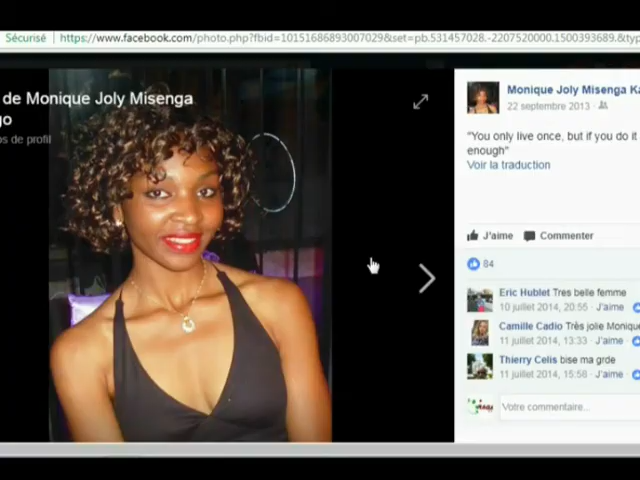 Sécurisé https://www.facebook.com/photo.php?fbid=10151686893007029&set=pb.531457028.-2207520000.1500393689.&typ
de Monique Joly Misenga
go
os de profil
Monique Joly Misenga Ka
22 septembre 2013
"You only live once, but if you do it
enough"
Voir la traduction
J'aime Commenter
84
Eric Hublet Tres belle femme
10 juillet 2014, 20:55 · J'aime
Camille Cadio Très jolie Monique
11 juillet 2014, 13:33 · J'aime
Thierry Celis bise ma grde
11 juillet 2014, 15:58 · J'aime
Votre commentaire...